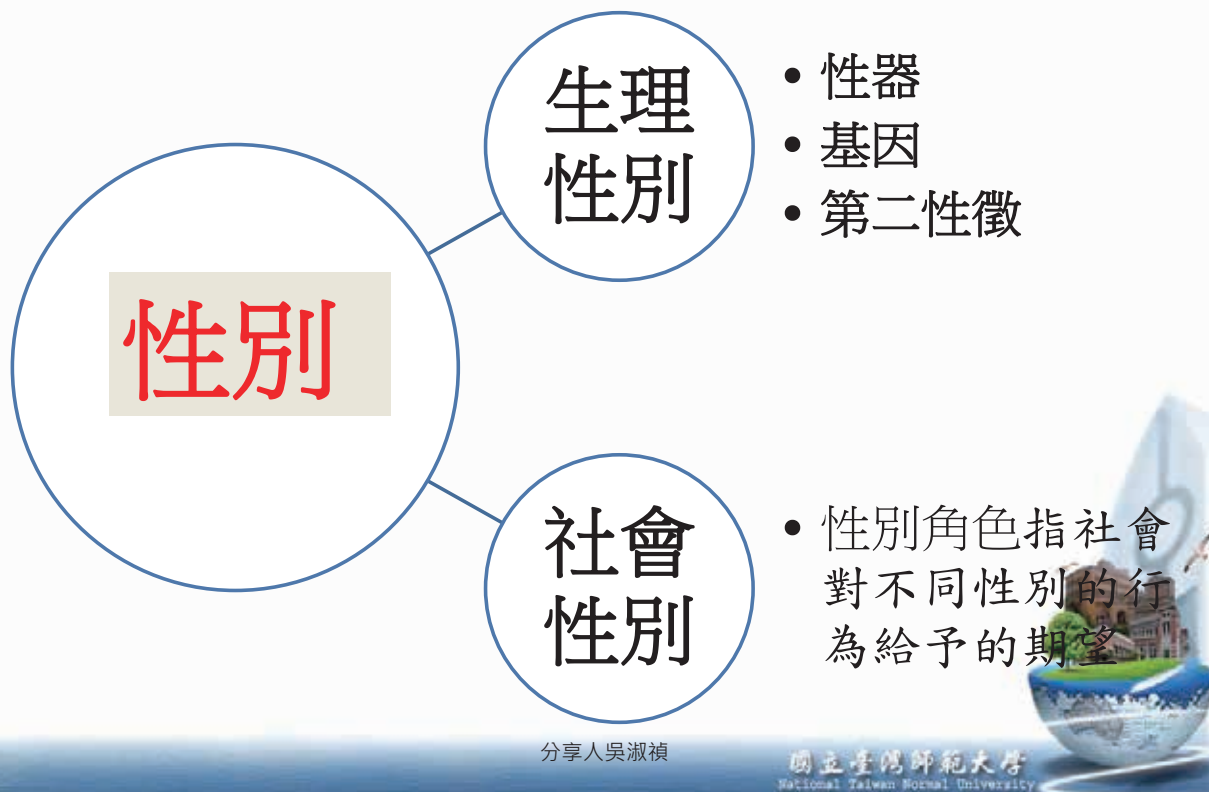 性別
生理
性別
• 性器
• 基因
• 第二性徵
社會
性別
• 性別角色指社會
對不同性別的行
為給予的期望
分享人吳淑禎
國立臺灣師範大學
National Taiwan Normal University